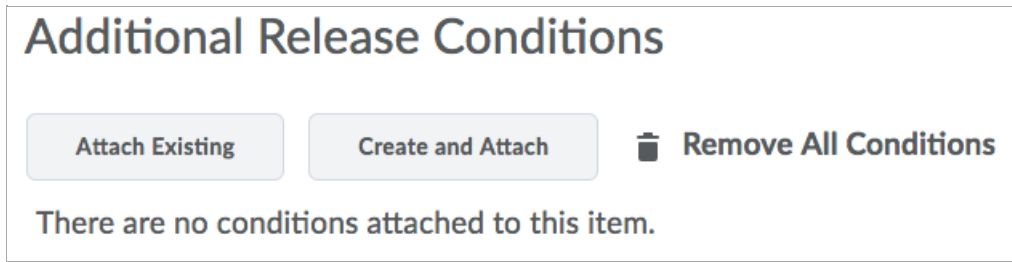 Additional Release Conditions
Attach Existing Create and Attach Remove All Conditions
There are no conditions attached to this item.